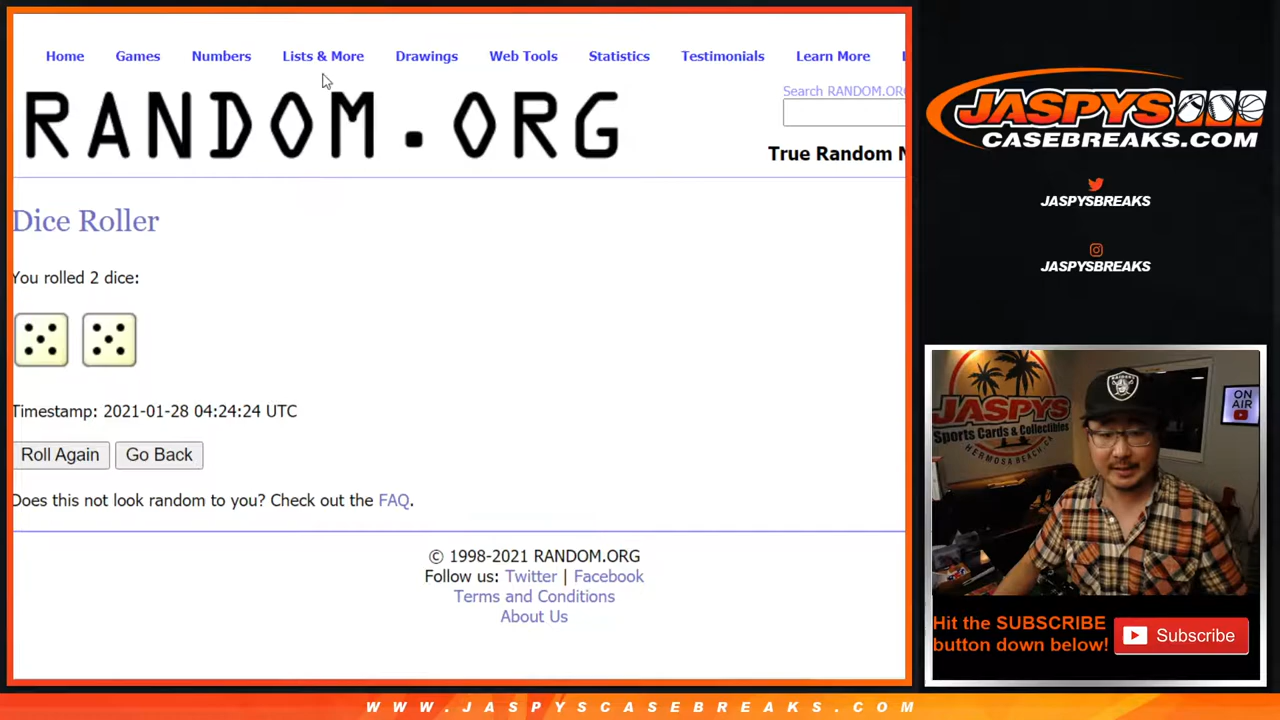 Home Games Numbers Lists & More Drawings Web Tools Statistics Testimonials Learn More
Search RANDOM.ORG
RANDOM.ORG
True Random N
Dice Roller
You rolled 2 dice:
Timestamp: 2021-01-28 04:24:24 UTC
Roll Again Go Back
Does this not look random to you? Check out the FAQ.
© 1998-2021 RANDOM.ORG
Follow us: Twitter | Facebook
Terms and Conditions
About Us
JASPYS
CASEBREAKS.COM
JASPYSBREAKS
JASPYSBREAKS
RAIDERS
JASPYS
Sports Cards & Collectibles
HERMOSA BEACH, CA
ON
AIR
Hit the SUBSCRIBE
button down below!
Subscribe
WWW.JASPYSCASEBREAKS.COM